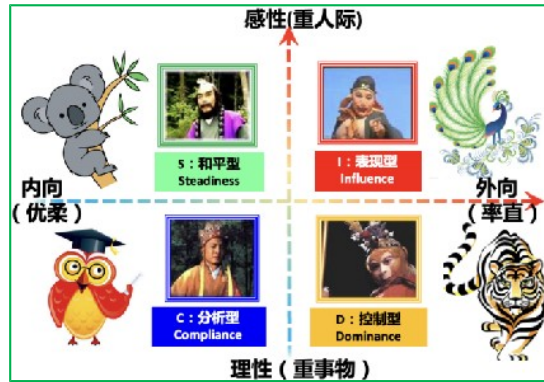 感性(重人际)
S：和平型
Steadiness
I：表现型
Influence
内向
（优柔）
外向
（率直）
C：分析型
Compliance
D：控制型
Dominance
理性（重事物）